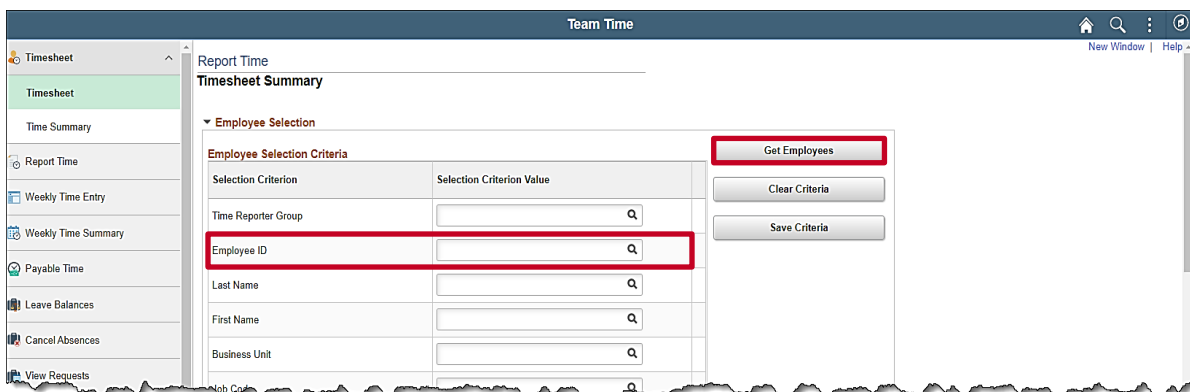 Team Time
New Window | Help
Timesheet
Timesheet
Time Summary
Report Time
Weekly Time Entry
Weekly Time Summary
Payable Time
Leave Balances
Cancel Absences
View Requests
Report Time
Timesheet Summary
Employee Selection
Employee Selection Criteria
Selection Criterion Selection Criterion Value
Time Reporter Group
Employee ID
Last Name
First Name
Business Unit
Job Code
Get Employees
Clear Criteria
Save Criteria